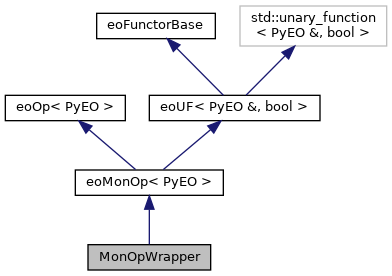 eoFunctorBase
std::unary_function
< PyEO &, bool >
eoOp< PyEO >
eoUF< PyEO &, bool >
eoMonOp< PyEO >
MonOpWrapper